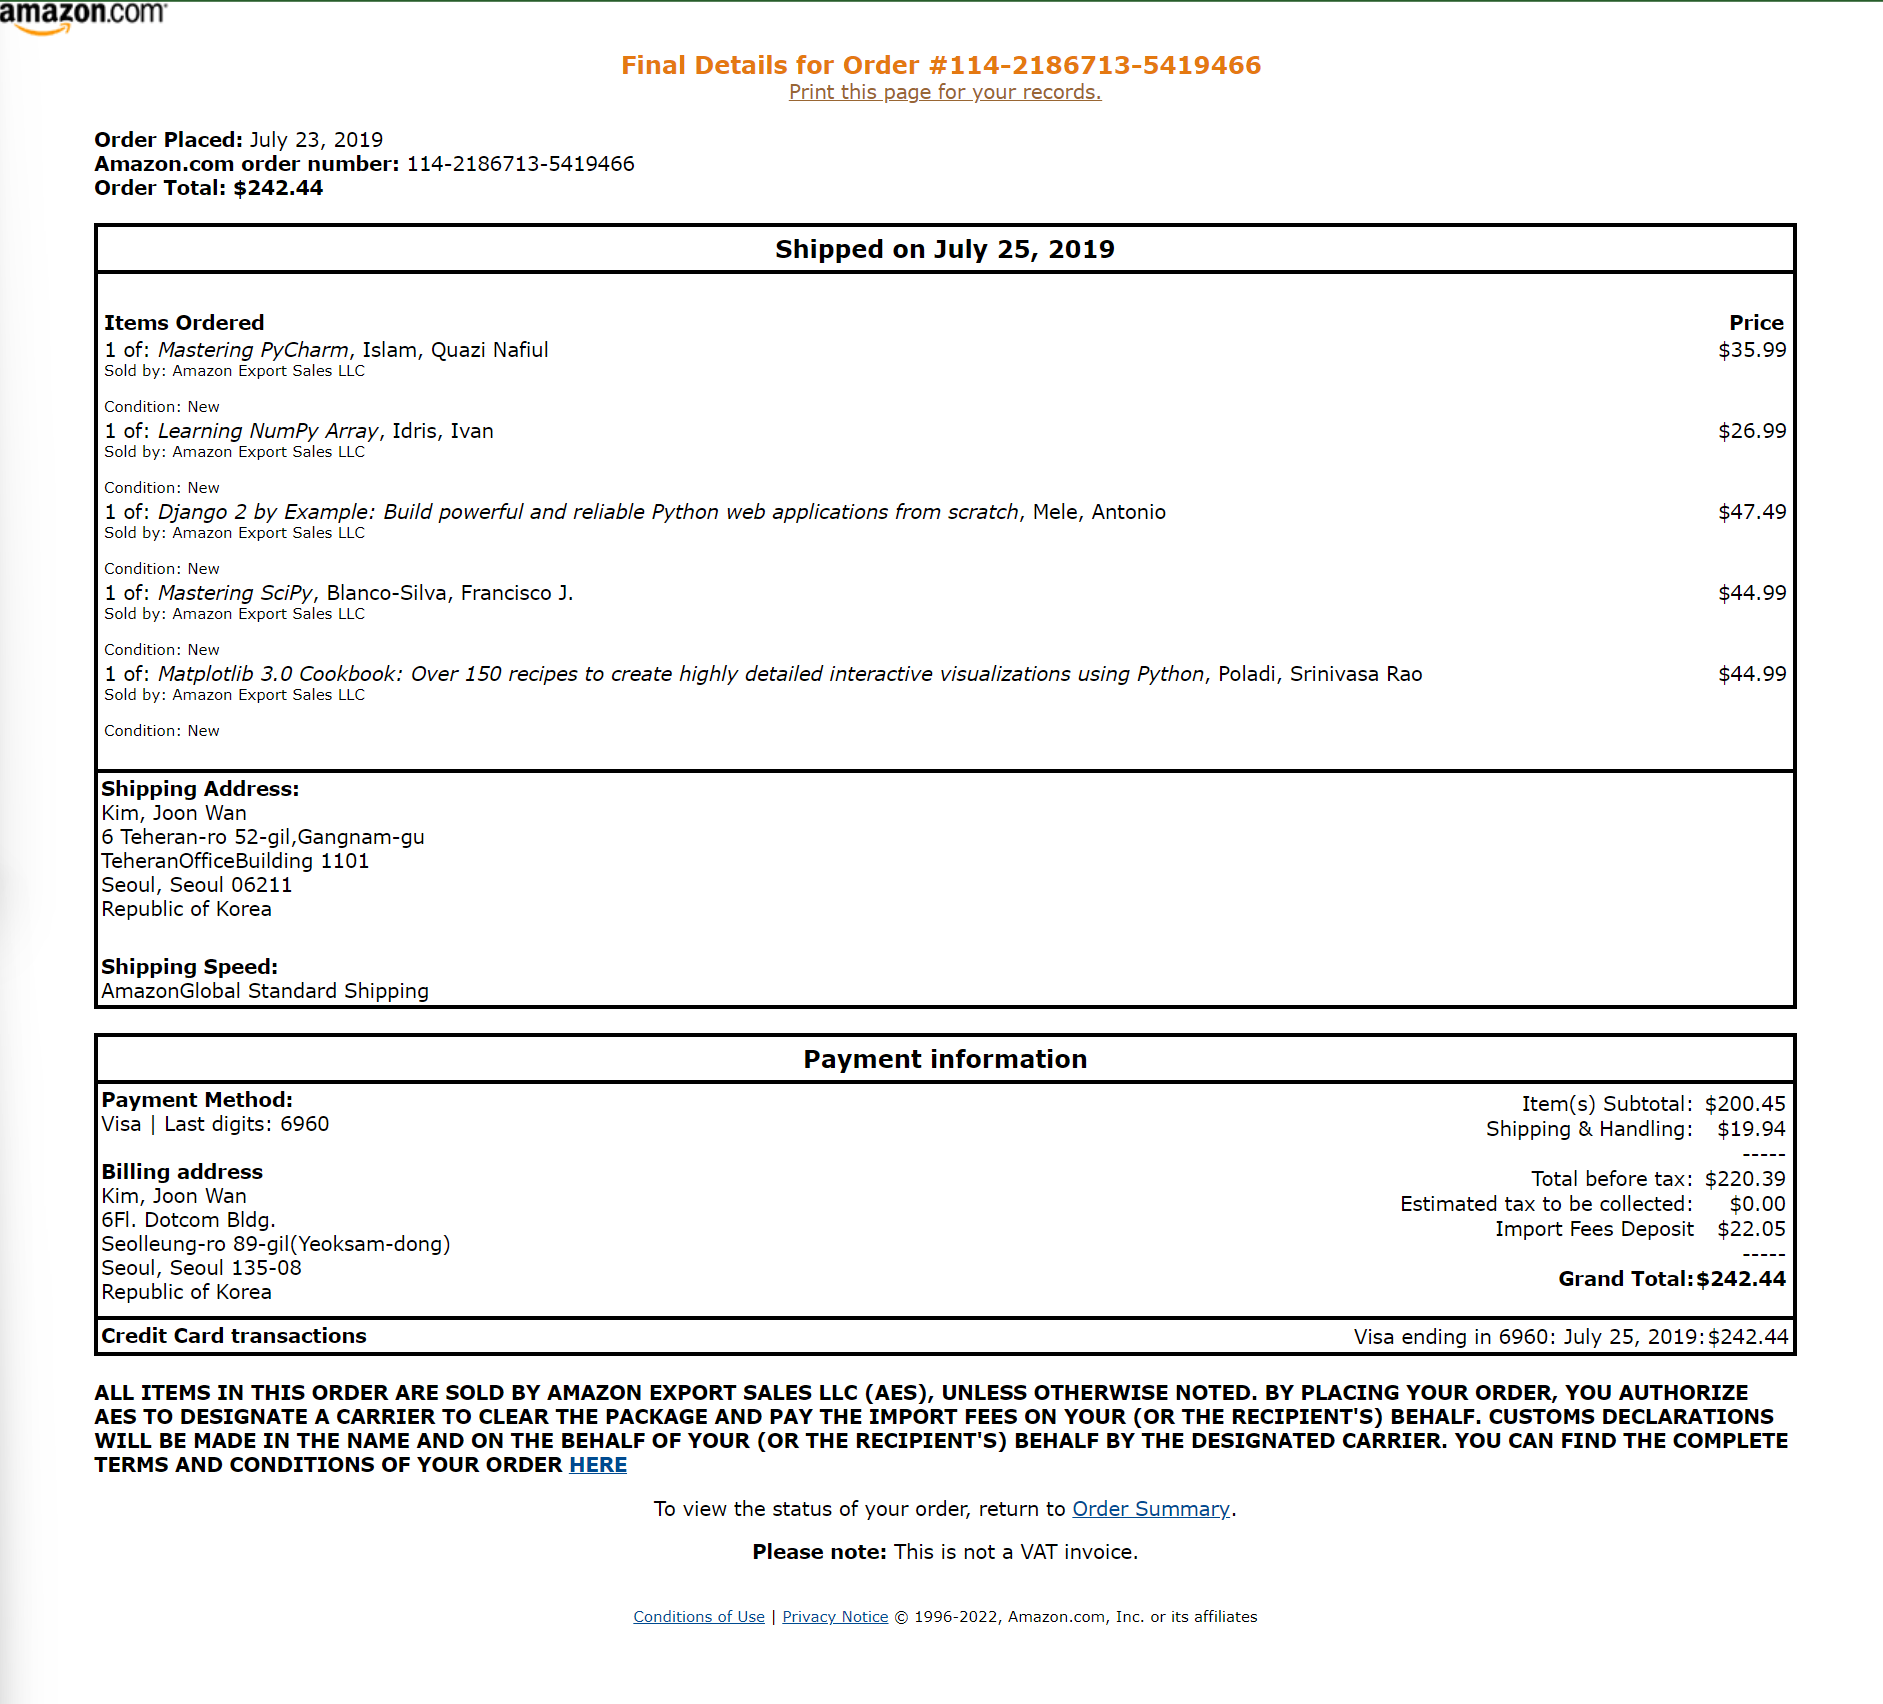 amazon.com
Final Details for Order #114-2186713-5419466
Print this page for your records.
Order Placed: July 23, 2019
Amazon.com order number: 114-2186713-5419466
Order Total: $242.44
Shipped on July 25, 2019
Items Ordered Price
1 of: Mastering PyCharm, Islam, Quazi Nafiul $35.99
Sold by: Amazon Export Sales LLC
Condition: New
1 of: Learning NumPy Array, Idris, Ivan $26.99
Sold by: Amazon Export Sales LLC
Condition: New
1 of: Django 2 by Example: Build powerful and reliable Python web applications from scratch, Mele, Antonio $47.49
Sold by: Amazon Export Sales LLC
Condition: New
1 of: Mastering SciPy, Blanco-Silva, Francisco J. $44.99
Sold by: Amazon Export Sales LLC
Condition: New
1 of: Matplotlib 3.0 Cookbook: Over 150 recipes to create highly detailed interactive visualizations using Python, Poladi, Srinivasa Rao $44.99
Sold by: Amazon Export Sales LLC
Condition: New
Shipping Address:
Kim, Joon Wan
6 Teheran-ro 52-gil,Gangnam-gu
TeheranOfficeBuilding 1101
Seoul, Seoul 06211
Republic of Korea
Shipping Speed:
AmazonGlobal Standard Shipping
Payment information
Payment Method:
Visa | Last digits: 6960
Billing address
Kim, Joon Wan
6Fl. Dotcom Bldg.
Seolleung-ro 89-gil(Yeoksam-dong)
Seoul, Seoul 135-08
Republic of Korea
Item(s) Subtotal: $200.45
Shipping & Handling: $19.94
-----
Total before tax: $220.39
Estimated tax to be collected: $0.00
Import Fees Deposit $22.05
-----
Grand Total: $242.44
Credit Card transactions Visa ending in 6960: July 25, 2019: $242.44
ALL ITEMS IN THIS ORDER ARE SOLD BY AMAZON EXPORT SALES LLC (AES), UNLESS OTHERWISE NOTED. BY PLACING YOUR ORDER, YOU AUTHORIZE
AES TO DESIGNATE A CARRIER TO CLEAR THE PACKAGE AND PAY THE IMPORT FEES ON YOUR (OR THE RECIPIENT'S) BEHALF. CUSTOMS DECLARATIONS
WILL BE MADE IN THE NAME AND ON THE BEHALF OF YOUR (OR THE RECIPIENT'S) BEHALF BY THE DESIGNATED CARRIER. YOU CAN FIND THE COMPLETE
TERMS AND CONDITIONS OF YOUR ORDER HERE
To view the status of your order, return to Order Summary.
Please note: This is not a VAT invoice.
Conditions of Use | Privacy Notice © 1996-2022, Amazon.com, Inc. or its affiliates